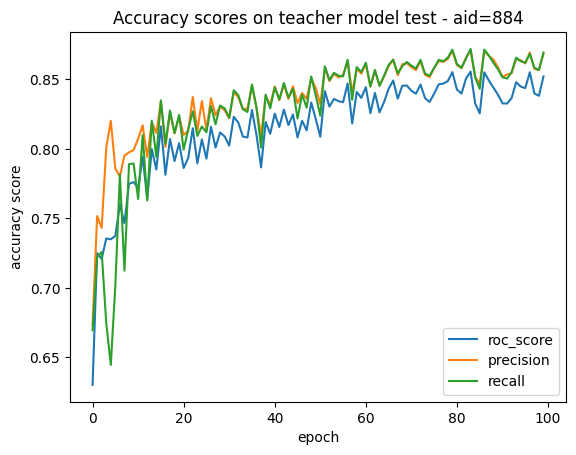 Accuracy scores on teacher model test - aid=884
accuracy score
0.85
0.80
0.75
0.70
0.65
0
20
40
60
80
100
epoch
roc_score
precision
recall